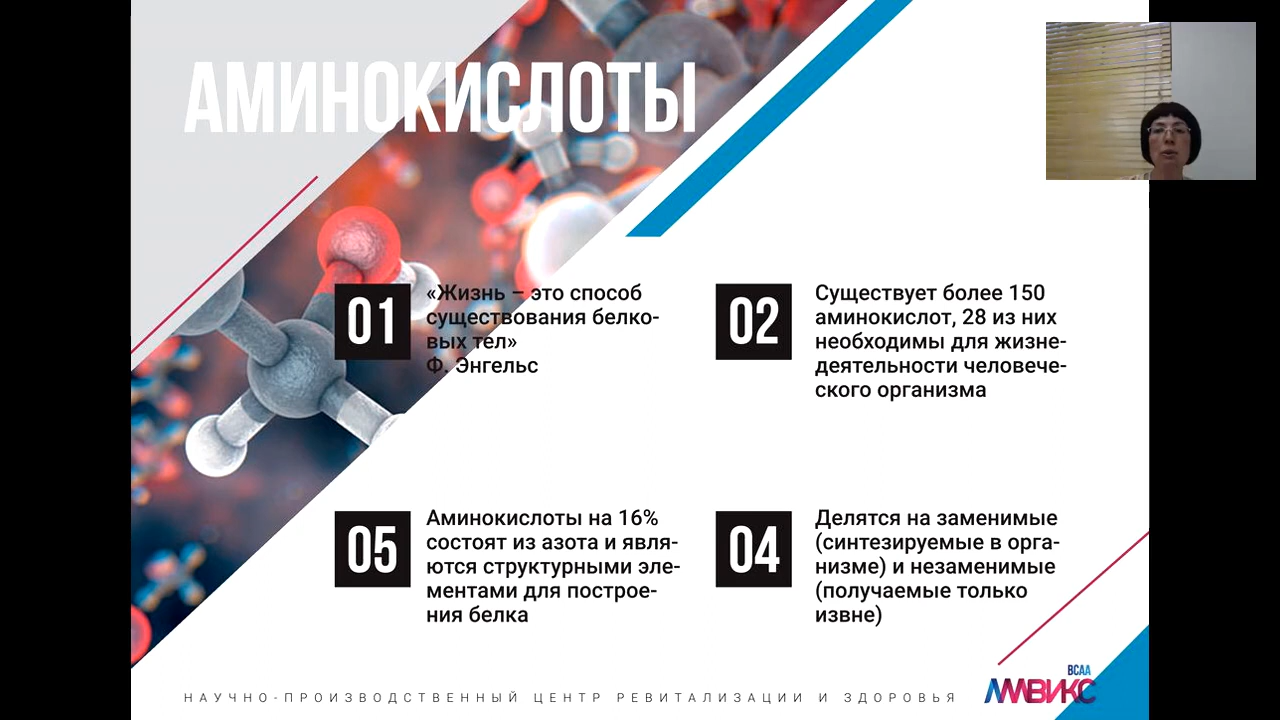 АМИНОКИСЛОТЫ
01
«Жизнь – это способ
существования белко-
вых тел»
Ф. Энгельс
02
Существует более 150
аминокислот, 28 из них
необходимы для жизне-
деятельности человече-
ского организма
05
Аминокислоты на 16%
состоят из азота и явля-
ются структурными эле-
ментами для построе-
ния белка
04
Делятся на заменимые
(синтезируемые в орга-
низме) и незаменимые
(получаемые только
извне)
НАУЧНО-ПРОИЗВОДСТВЕННЫЙ ЦЕНТР РЕВИТАЛИЗАЦИИ И ЗДОРОВЬЯ
BCAA